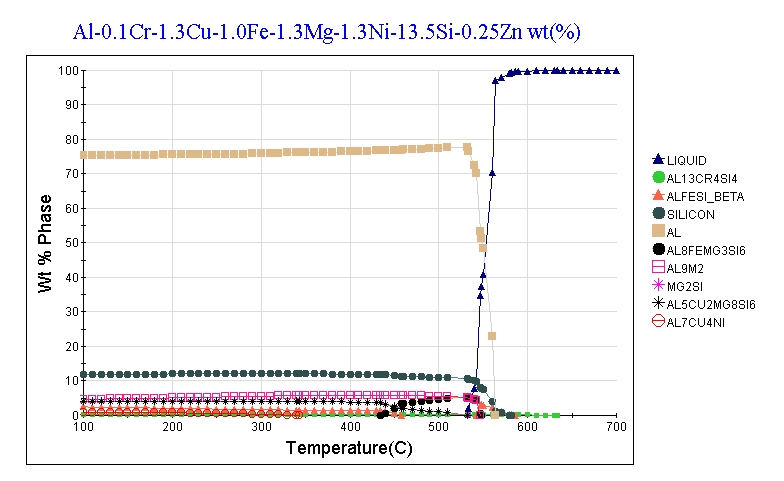 Al-0.1Cr-1.3Cu-1.0Fe-1.3Mg-1.3Ni-13.5Si-0.25Zn wt(%)
100
90
80
70
60
50
40
30
20
10
0
Wt % Phase
100 200 300 400 500 600 700
Temperature(C)
LIQUID
AL13CR4SI4
ALFESI_BETA
SILICON
AL
AL8FEMG3SI6
AL9M2
MG2SI
AL5CU2MG8SI6
AL7CU4NI